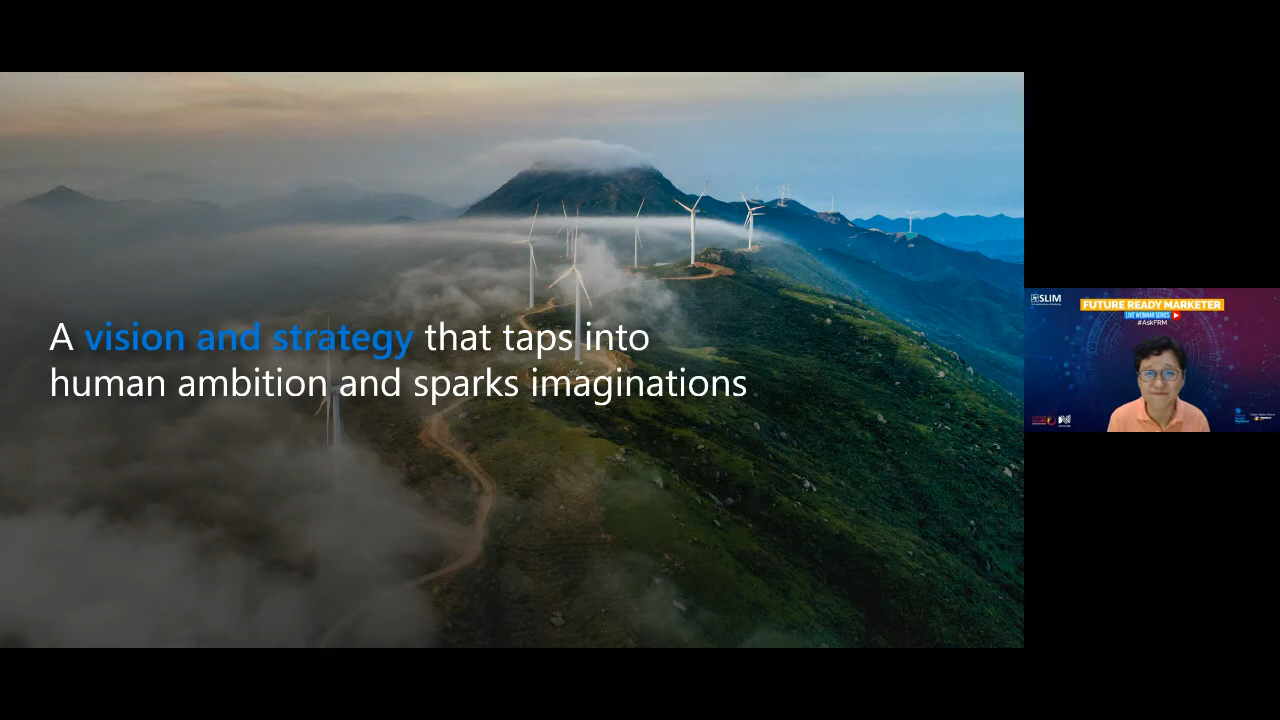 A vision and strategy that taps into
human ambition and sparks imaginations
SLIM
FUTURE READY MARKETER
LIVE WEBINAR SERIES
#AskFRM